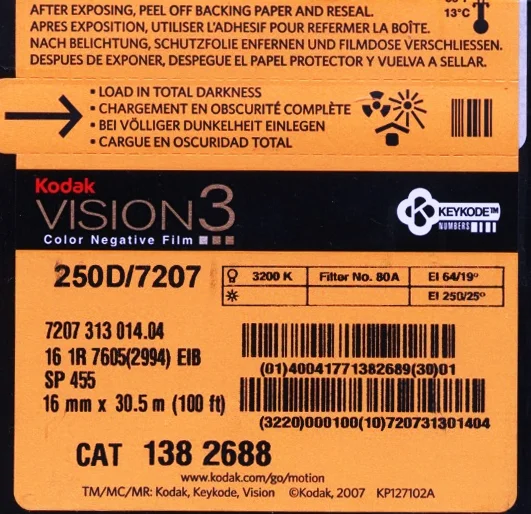 AFTER EXPOSING, PEEL OFF BACKING PAPER AND RESEAL.
APRES EXPOSITION, UTILISER L'ADHESIF POUR REFERMER LA BOÎTE.
NACH BELICHTUNG, SCHUTZFOLIE ENFERNEN UND FILMDOSE VERSCHLIESSEN.
DESPUES DE EXPONER, DESPEGUE EL PAPEL PROTECTOR Y VUELVA A SELLAR.
13°C
• LOAD IN TOTAL DARKNESS
• CHARGEMENT EN OBSCURITÉ COMPLÈTE
• BEI VÖLLIGER DUNKELHEIT EINLEGEN
• CARGUE EN OSCURIDAD TOTAL
Kodak
VISION3
Color Negative Film
KEYKODE™
NUMBERS
250D/7207
3200 K Filter No. 80A EI 64/19°
EI 250/25°
7207 313 014.04
16 1R 7605(2994) EIB
SP 455
16 mm x 30.5 m (100 ft)
(01)40041771382689(30)01
(3220)000100(10)720731301404
CAT 138 2688
www.kodak.com/go/motion
TM/MC/MR: Kodak, Keykode, Vision ©Kodak, 2007 KP127102A